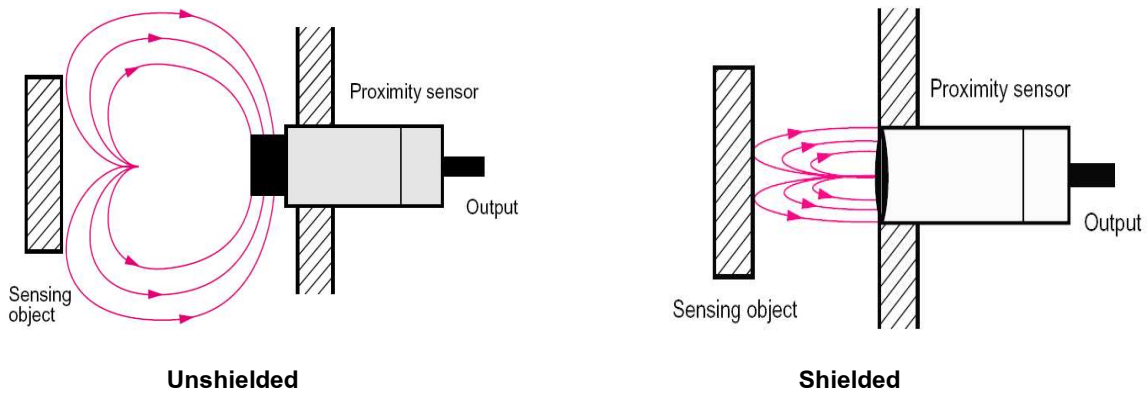 Proximity sensor
Output
Sensing
object
Unshielded
Proximity sensor
Output
Sensing object
Shielded